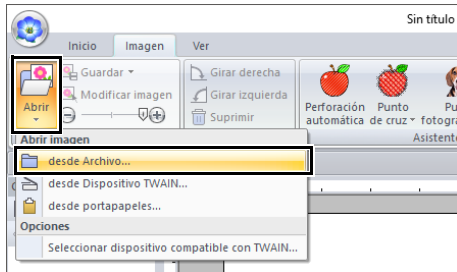 Sin título
Inicio Imagen Ver
Abrir
Guardar
Modificar imagen
Girar derecha
Girar izquierda
Suprimir
Perforación automática
Punto de cruz
Asistente
Abrir imagen
desde Archivo...
desde Dispositivo TWAIN...
desde portapapeles...
Opciones
Seleccionar dispositivo compatible con TWAIN...